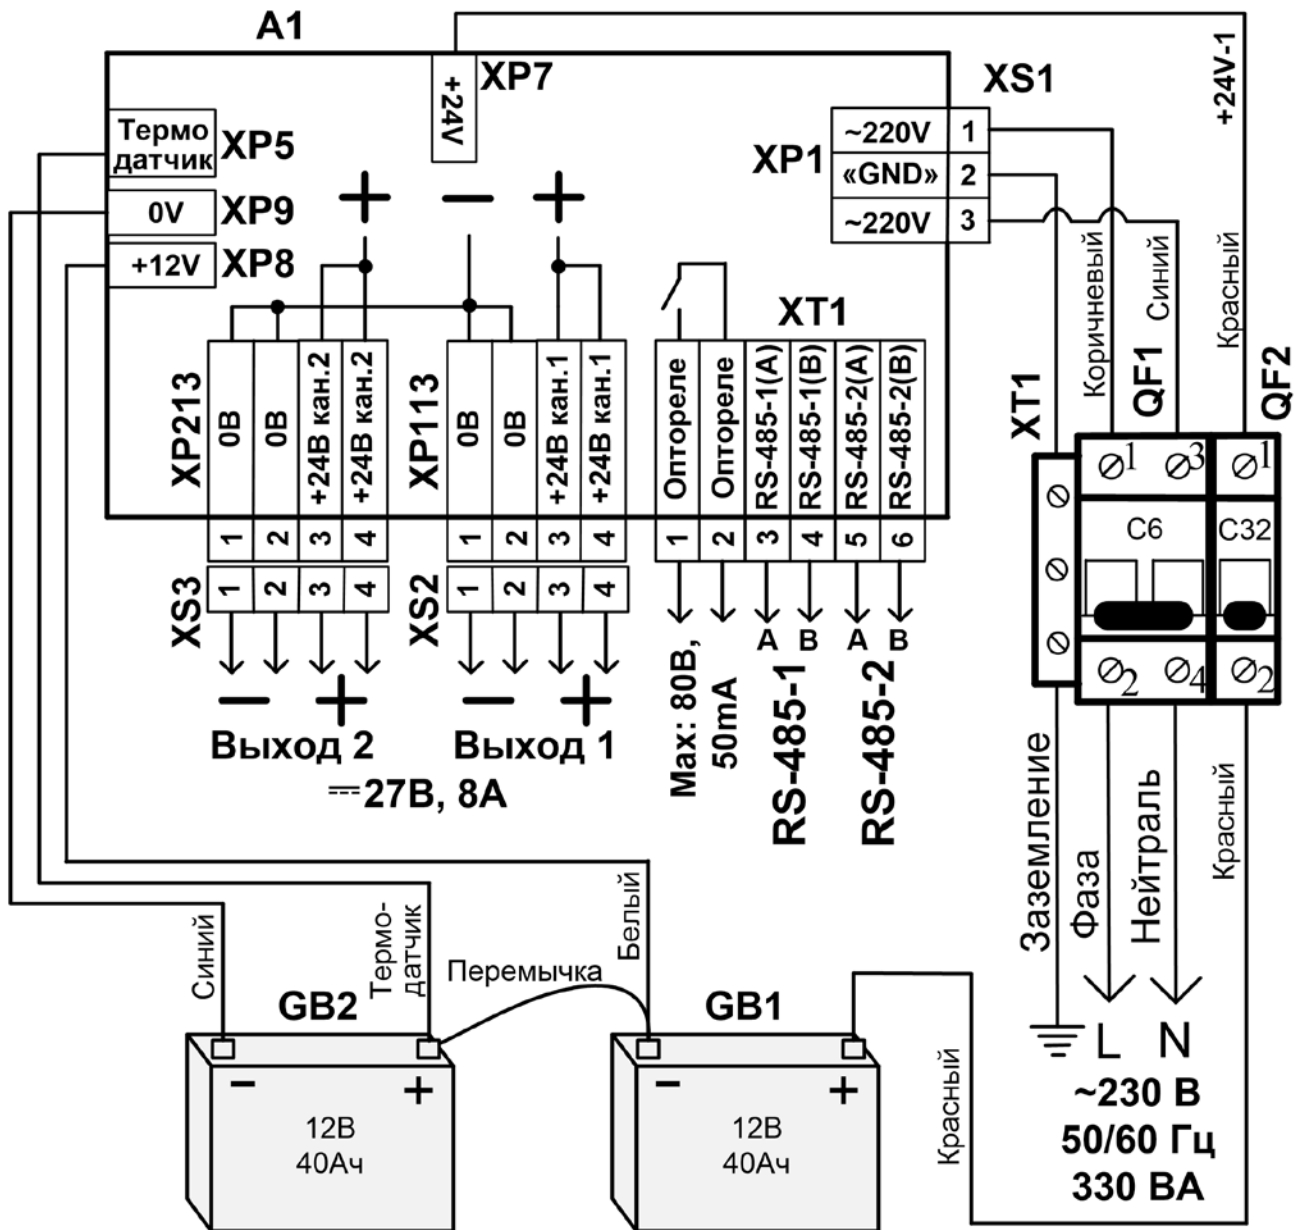 A1
XP7
+24V
XS1
+24V-1
Термо
датчик
XP5
0V
XP9
+12V
XP8
XP1
~220V
1
«GND»
2
~220V
3
+
−
+
Коричневый
Синий
Красный
XT1
QF1
QF2
XT1
XP213
0В
0В
+24В кан.2
+24В кан.2
XP113
0В
0В
+24В кан.1
+24В кан.1
Оптореле
Оптореле
RS-485-1(A)
RS-485-1(B)
RS-485-2(A)
RS-485-2(B)
1
2
3
4
1
2
3
4
1
2
3
4
5
6
XS3
1
2
3
4
XS2
1
2
3
4
1
3
1
C6
C32
2
4
2
A
B
A
B
− +
− +
Выход 2
Выход 1
27В, 8А
Max: 80В,
50mA
RS-485-1
RS-485-2
Заземление
Фаза
Нейтраль
Красный
Синий
Термо-
датчик
Перемычка
Белый
Красный
GB2
GB1
− +
− +
12В
40Ач
12В
40Ач
L N
~230 В
50/60 Гц
330 ВА